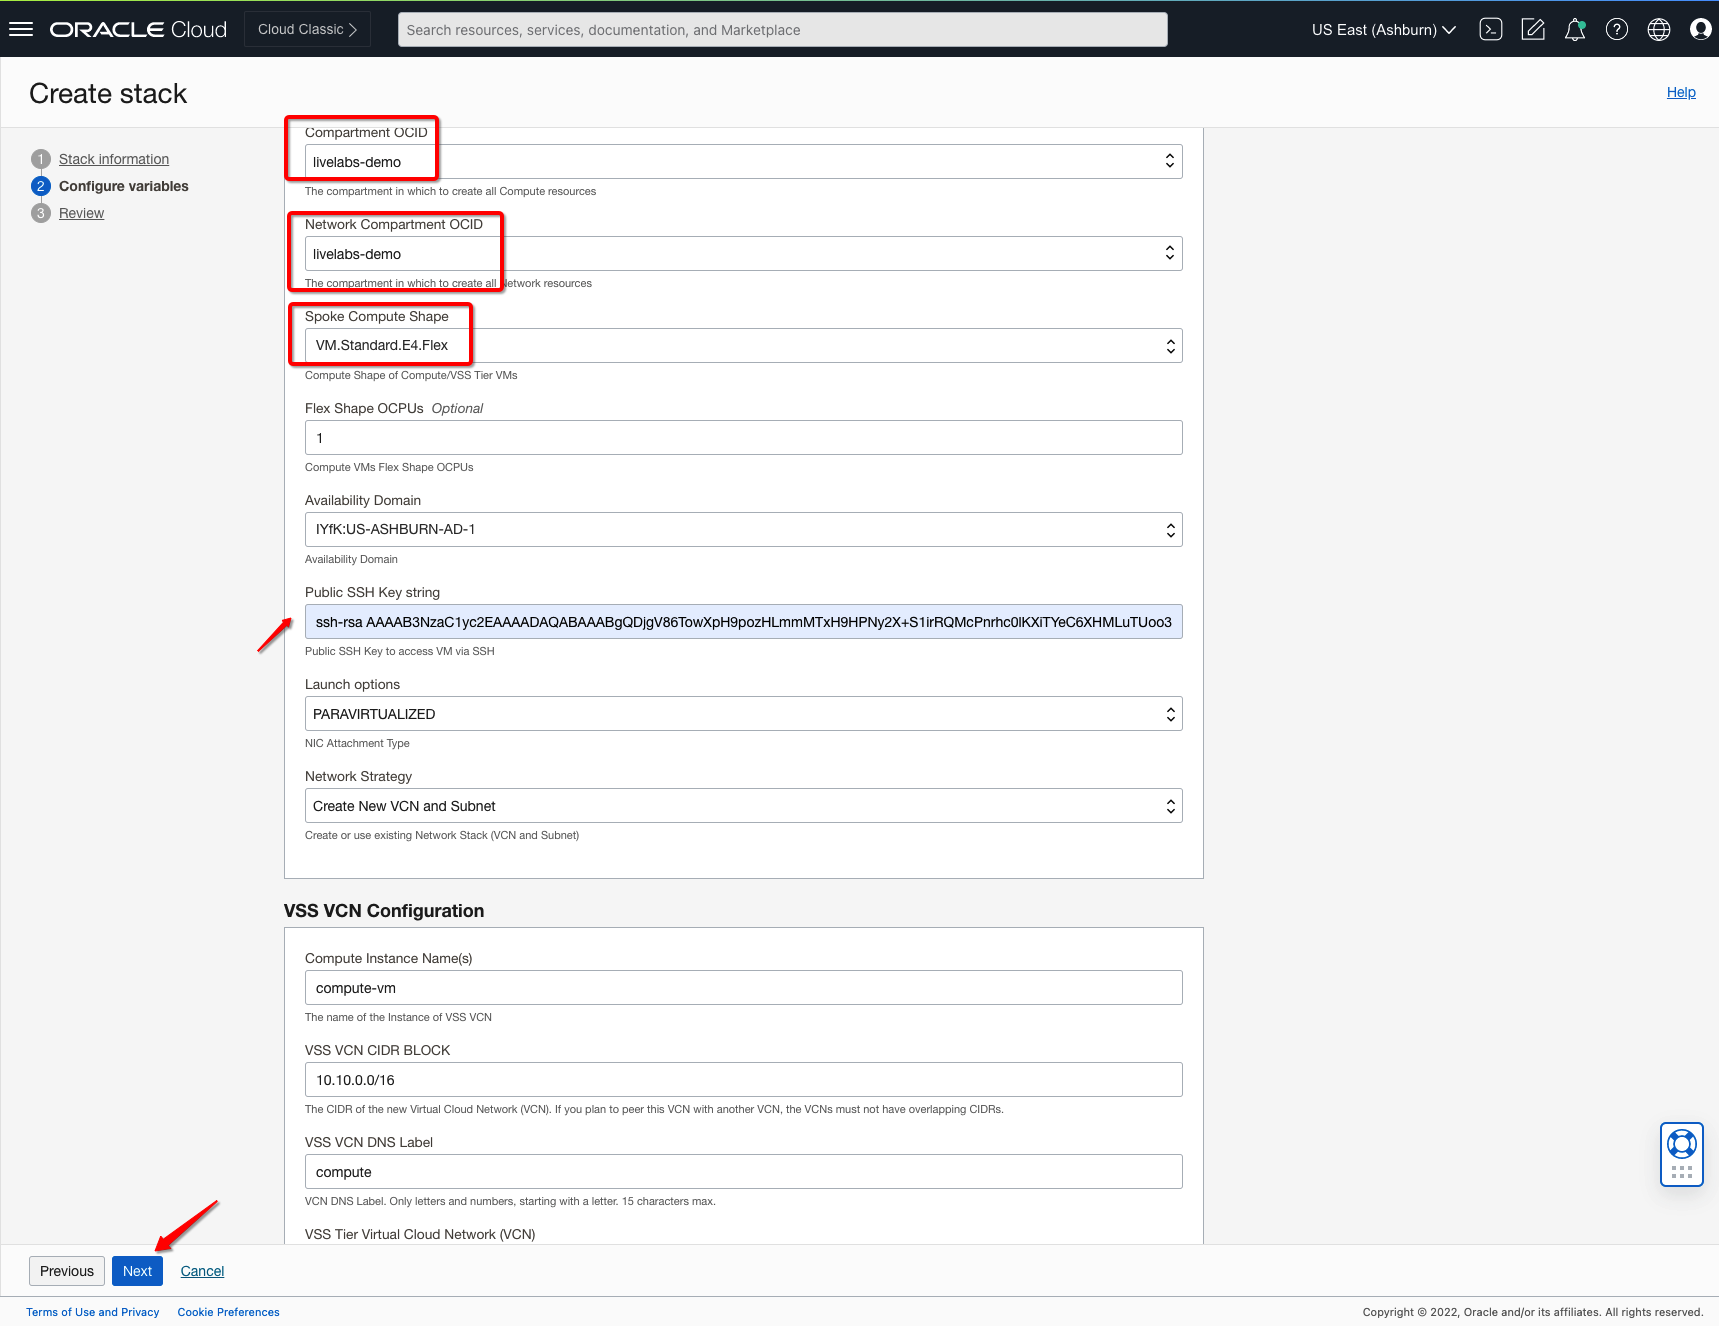 ORACLE Cloud
Cloud Classic
Search resources, services, documentation, and Marketplace
US East (Ashburn)
Create stack
Help
1 Stack information
2 Configure variables
3 Review
Compartment OCID
livelabs-demo
The compartment in which to create all Compute resources
Network Compartment OCID
livelabs-demo
The compartment in which to create all Network resources
Spoke Compute Shape
VM.Standard.E4.Flex
Compute Shape of Compute/VSS Tier VMs
Flex Shape OCPUs Optional
1
Compute VMs Flex Shape OCPUs
Availability Domain
IYfK:US-ASHBURN-AD-1
Availability Domain
Public SSH Key string
ssh-rsa AAAAB3NzaC1yc2EAAAADAQABAAABgQDjgV86TowXpH9pozHLmmMTxH9HPNy2X+S1irRQMcPnrhc0lKXiTYeC6XHMLuTUoo3
Public SSH Key to access VM via SSH
Launch options
PARAVIRTUALIZED
NIC Attachment Type
Network Strategy
Create New VCN and Subnet
Create or use existing Network Stack (VCN and Subnet)
VSS VCN Configuration
Compute Instance Name(s)
compute-vm
The name of the Instance of VSS VCN
VSS VCN CIDR BLOCK
10.10.0.0/16
The CIDR of the new Virtual Cloud Network (VCN). If you plan to peer this VCN with another VCN, the VCNs must not have overlapping CIDRs.
VSS VCN DNS Label
compute
VCN DNS Label. Only letters and numbers, starting with a letter. 15 characters max.
VSS Tier Virtual Cloud Network (VCN)
Previous
Next
Cancel
Terms of Use and Privacy
Cookie Preferences
Copyright © 2022, Oracle and/or its affiliates. All rights reserved.